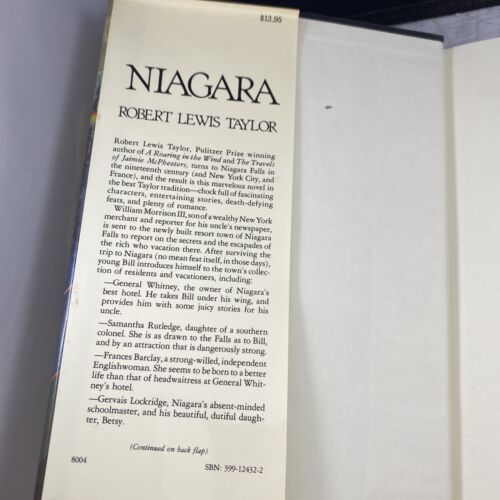 $13.95
NIAGARA
ROBERT LEWIS TAYLOR
Robert Lewis Taylor, Pulitzer Prize winning
author of A Roaring in the Wind and The Travels
of Jaimie McPheeters, turns to Niagara Falls in
the nineteenth century (and New York City, and
France), and the result is this marvelous novel in
the best Taylor tradition—chock full of fascinating
characters, entertaining stories, death-defying
feats, and plenty of romance.
William Morrison III, son of a wealthy New York
merchant and reporter for his uncle's newspaper,
is sent to the newly built resort town of Niagara
Falls to report on the secrets and the escapades of
the rich who vacation there. After surviving the
trip to Niagara (no mean feat itself, in those days),
young Bill introduces himself to the town's collec-
tion of residents and vacationers, including:
—General Whitney, the owner of Niagara's
best hotel. He takes Bill under his wing, and
provides him with some juicy stories for his
uncle.
—Samantha Rutledge, daughter of a southern
colonel. She is as drawn to the Falls as to Bill,
and by an attraction that is dangerously strong.
—Frances Barclay, a strong-willed, independent
Englishwoman. She seems to be born to a better
life than that of headwaitress at General Whit-
ney's hotel.
—Gervais Lockridge, Niagara's absent-minded
schoolmaster, and his beautiful, dutiful daugh-
ter, Betsy.
(Continued on back flap)
8004 SBN: 399-12432-2